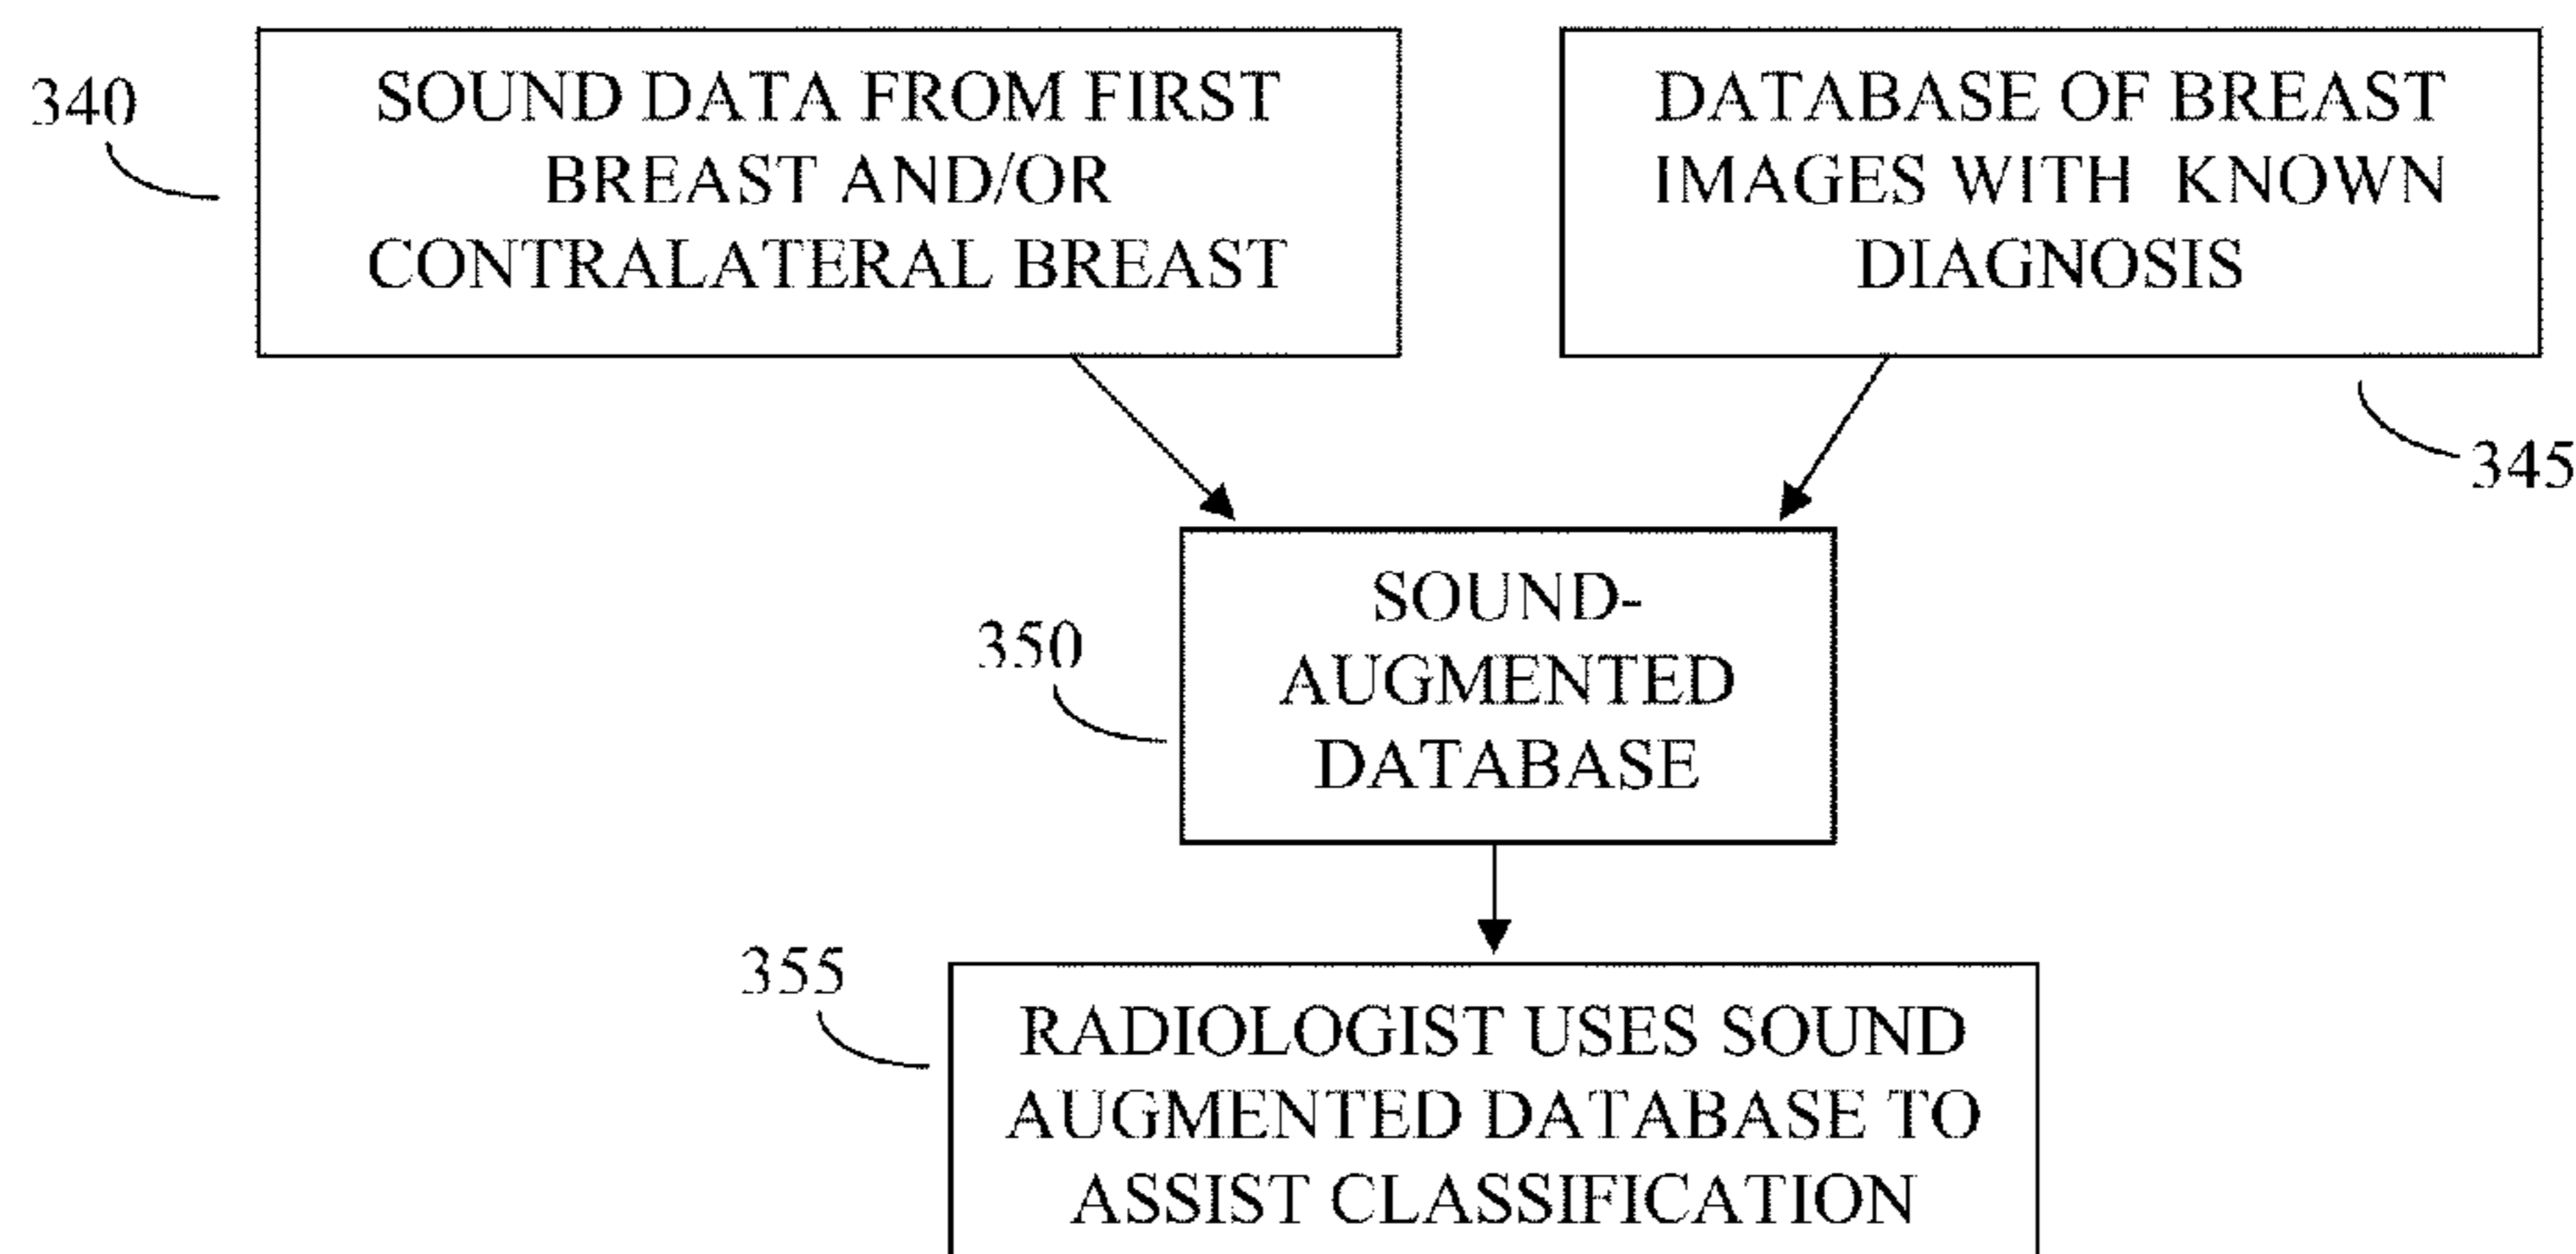 340
SOUND DATA FROM FIRST
BREAST AND/OR
CONTRALATERAL BREAST
DATABASE OF BREAST
IMAGES WITH KNOWN
DIAGNOSIS
345
350
SOUND-
AUGMENTED
DATABASE
355
RADIOLOGIST USES SOUND
AUGMENTED DATABASE TO
ASSIST CLASSIFICATION